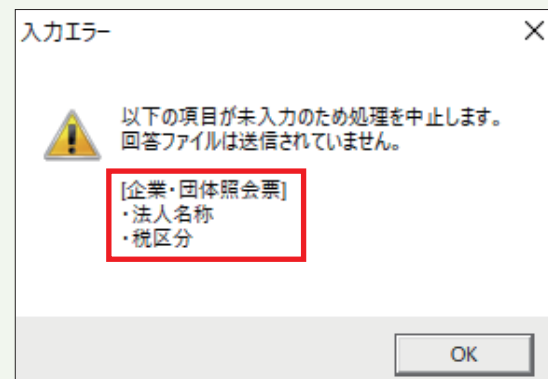 入力エラー
以下の項目が未入力のため処理を中止します。
回答ファイルは送信されていません。
[企業・団体照会票]
・法人名称
・税区分
OK